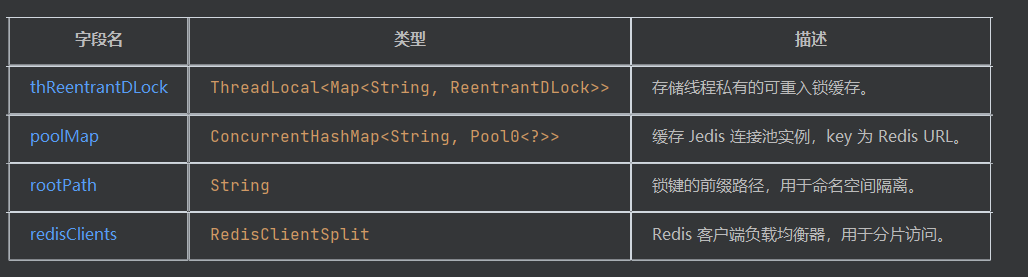 字段名 类型 描述
thReentrantDLock ThreadLocal<Map<String, ReentrantDLock>> 存储线程私有的可重入锁缓存。
poolMap ConcurrentHashMap<String, Pool0<?>> 缓存 Jedis 连接池实例，key 为 Redis URL。
rootPath String 锁键的前缀路径，用于命名空间隔离。
redisClients RedisClientSplit Redis 客户端负载均衡器，用于分片访问。